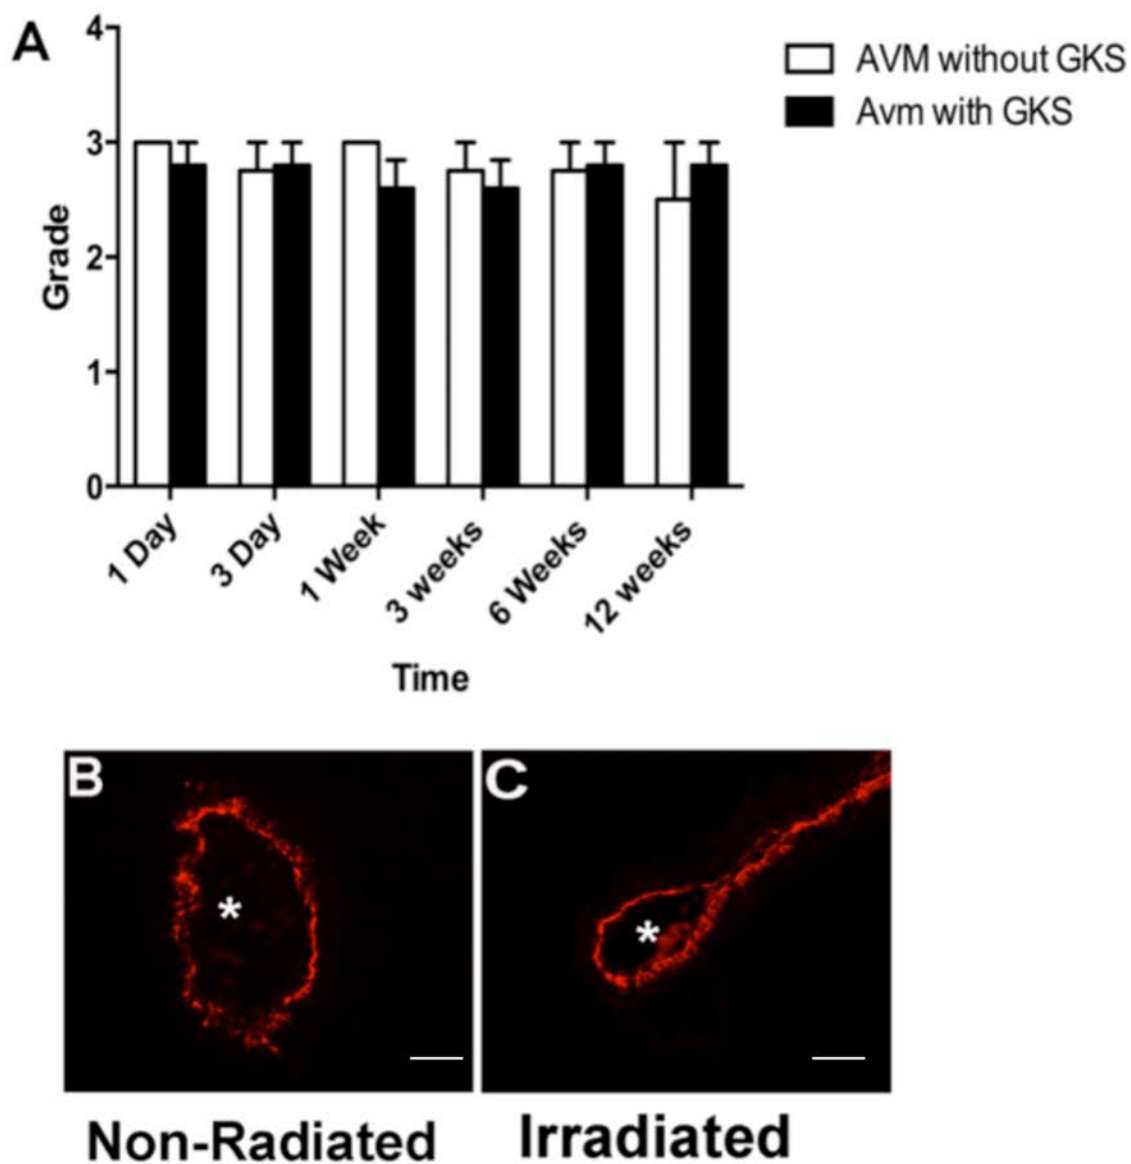 A
AVM without GKS
Avm with GKS
4
3
2
1
0
Grade
1 Day
3 Day
1 Week
3 weeks
6 Weeks
12 weeks
Time
B
*
C
*
Non-Radiated
Irradiated